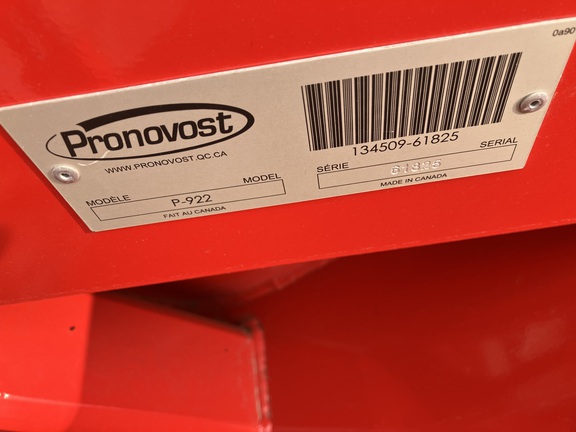 0a90
Pronovost
WWW.PRONOVOST.QC.CA
134509-61825
MODÈLE MODEL
P-922
FAIT AU CANADA
SÉRIE SERIAL
61825
MADE IN CANADA